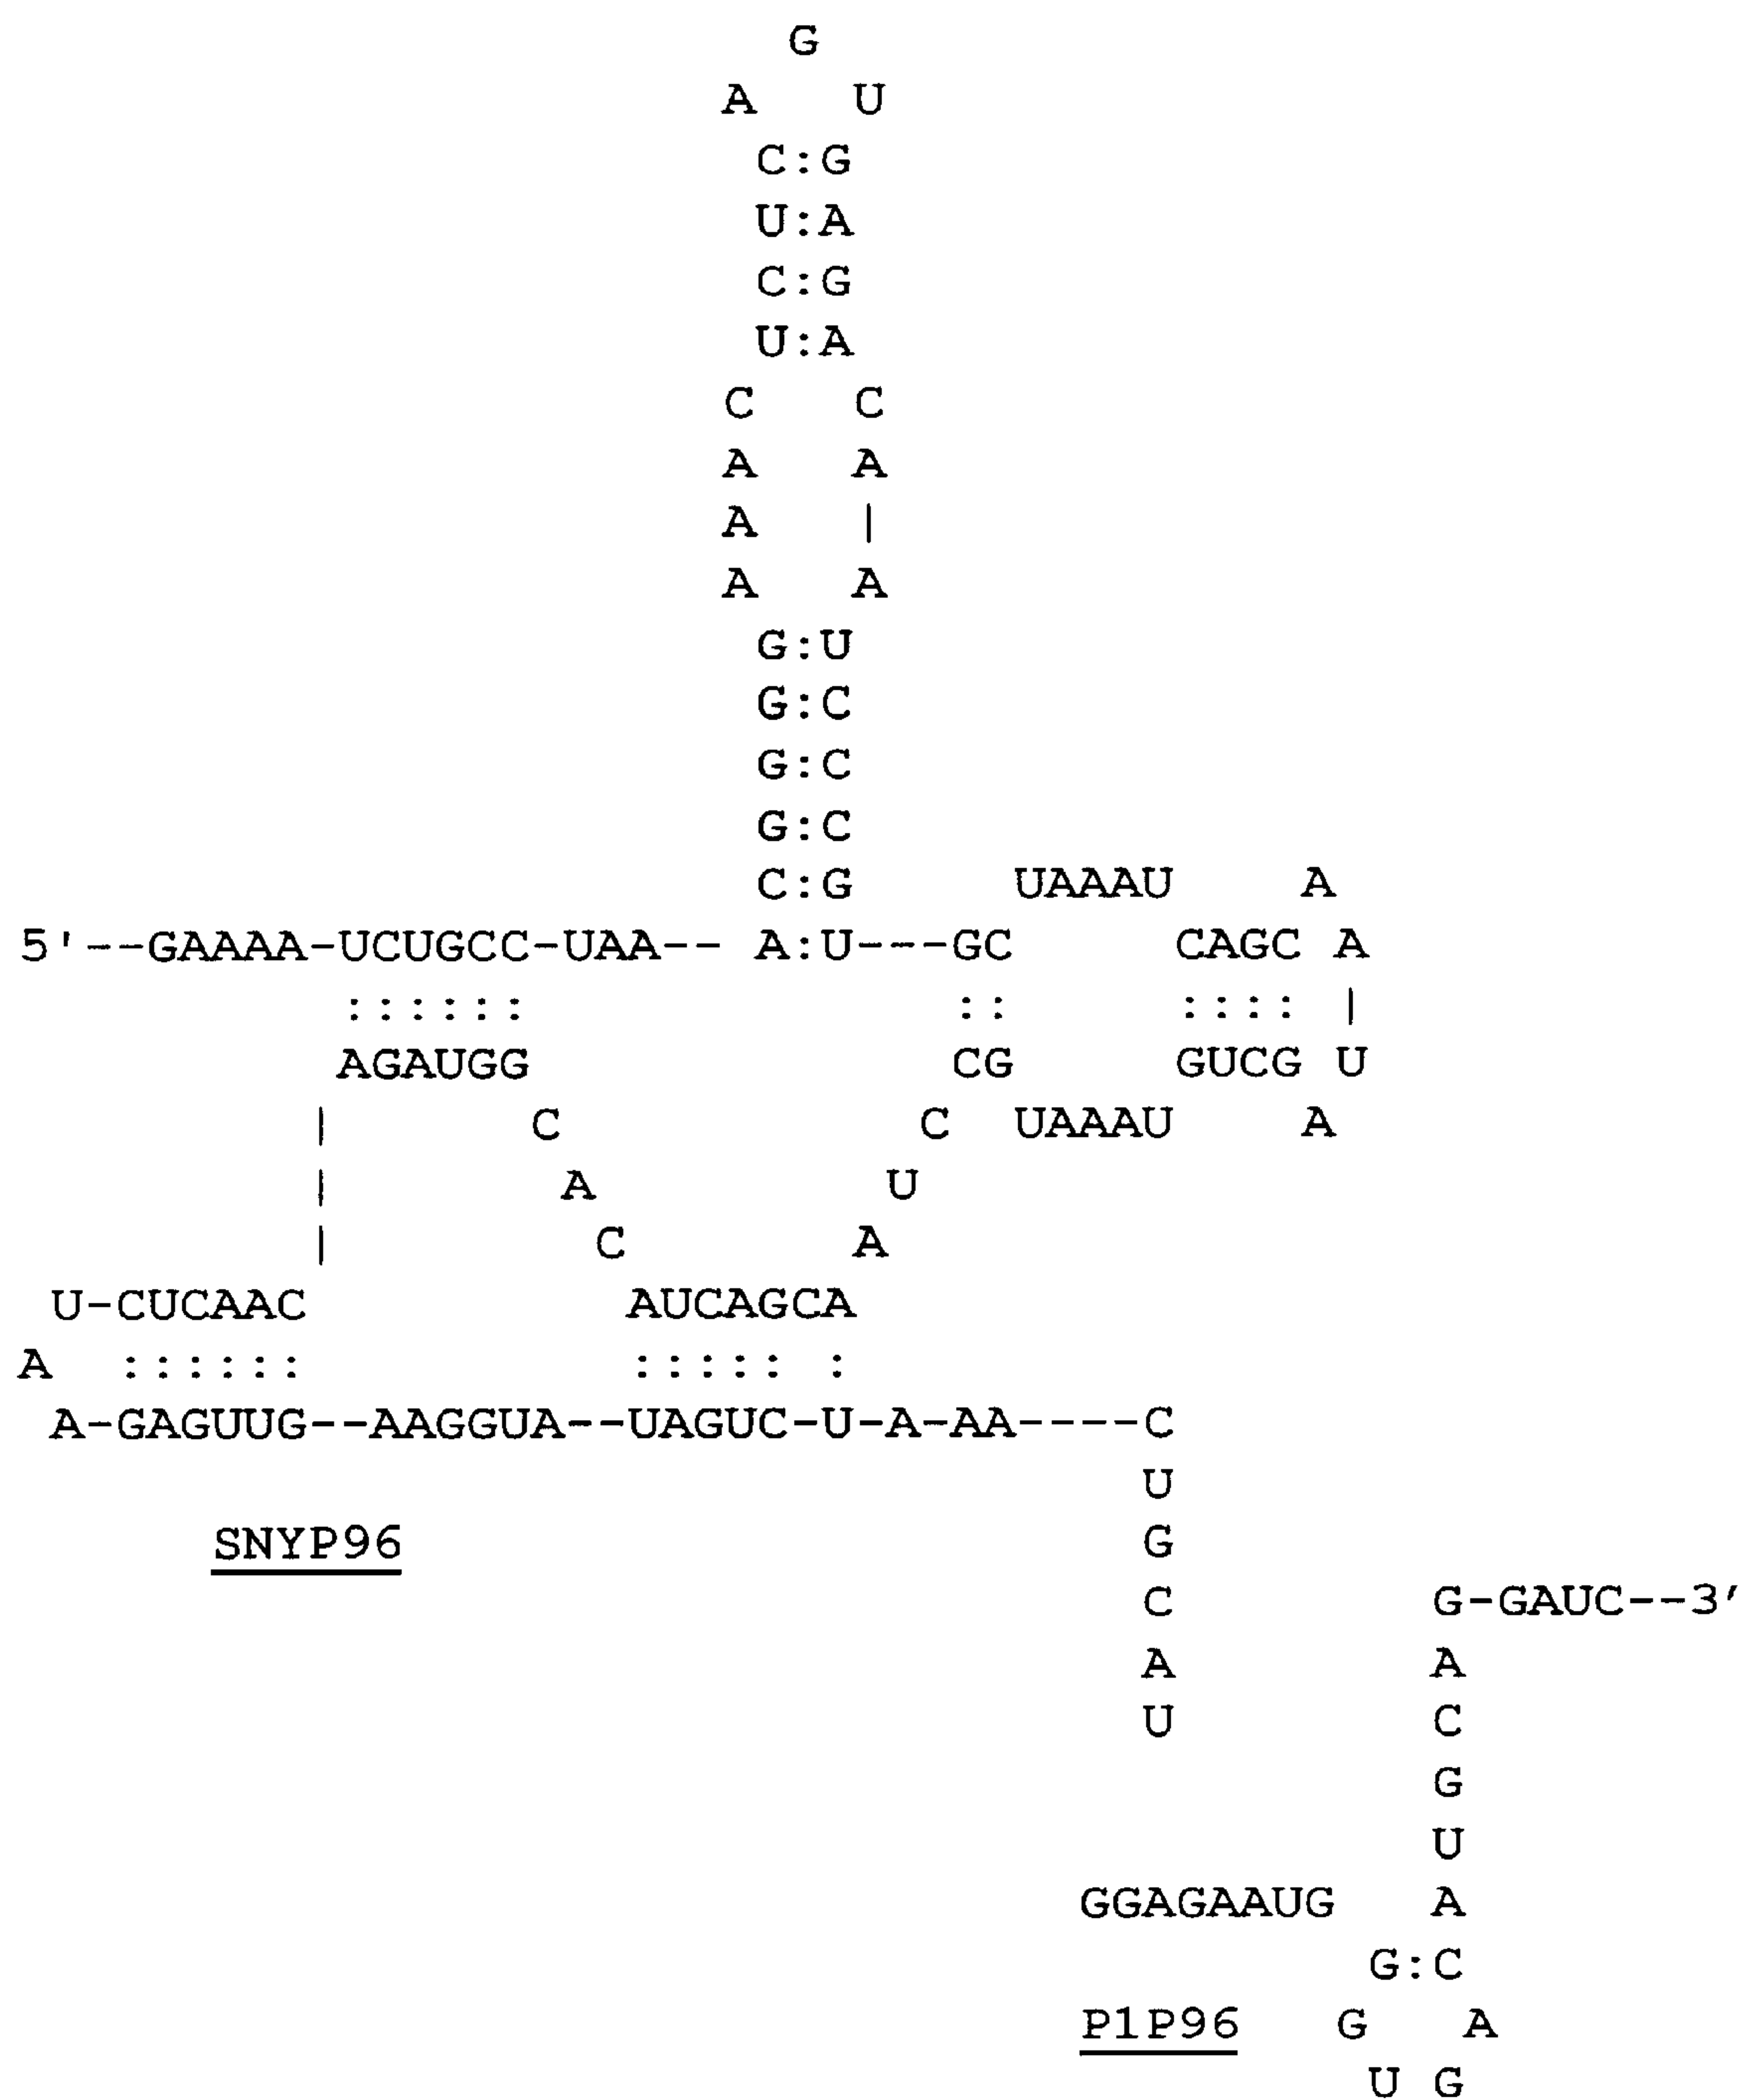 G
A U
C:G
U:A
C:G
U:A
C C
A A
A |
A A
G:U
G:C
G:C
G:C
C:G UAAAU A
5'--GAAAA-UCUGCC-UAA-- A:U---GC CAGC A
:::::: :: :::: |
AGAUGG CG GUCG U
| C C UAAAU A
| A U
| C A
U-CUCAAC AUCAGCA
A :::::: ::::: :
A-GAGUUG--AAGGUA--UAGUC-U-A-AA----C
U
SNYP96 G
C G-GAUC--3'
A A
U C
G
U
GGAGAAUG A
G:C
P1P96 G A
U G